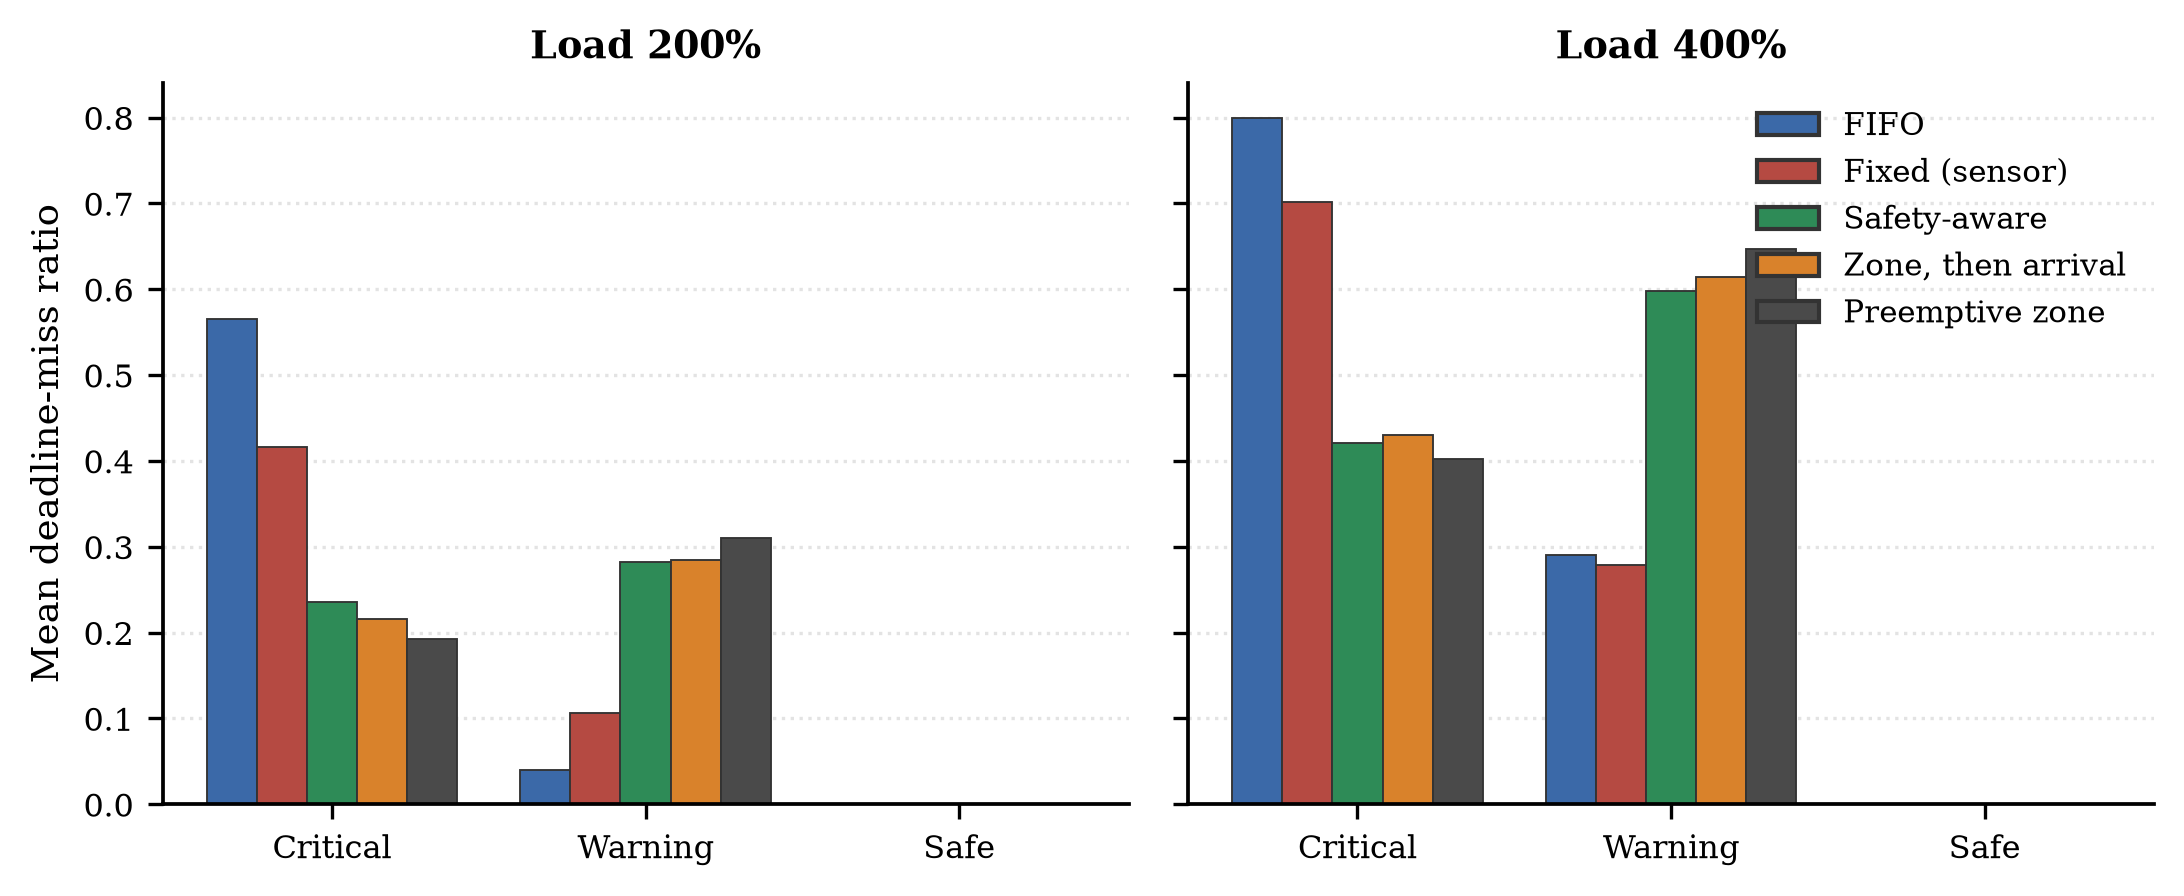 Load 200%
Load 400%
Mean deadline-miss ratio
0.8
0.7
0.6
0.5
0.4
0.3
0.2
0.1
0.0
Critical
Warning
Safe
FIFO
Fixed (sensor)
Safety-aware
Zone, then arrival
Preemptive zone
Critical
Warning
Safe